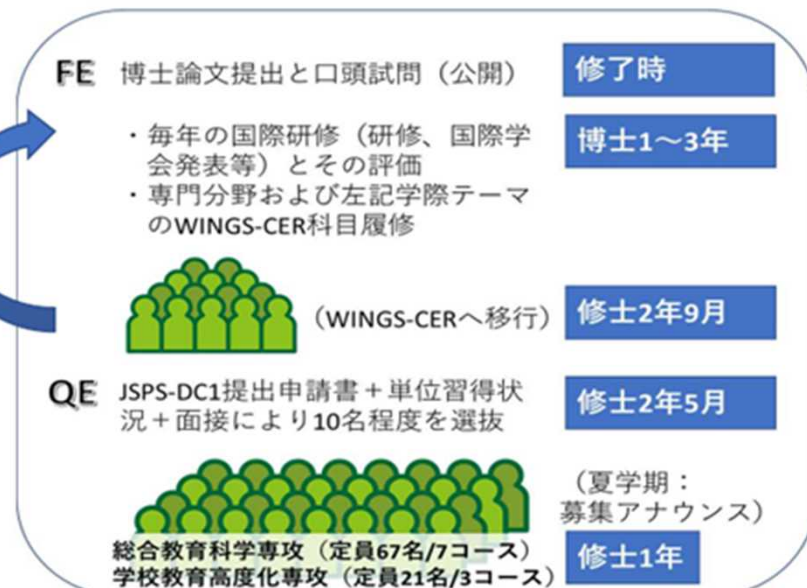 FE 博士論文提出と口頭試問（公開） 修了時
・毎年の国際研修（研修、国際学 博士1～3年
会発表等）とその評価
・専門分野および左記学際テーマ
のWINGS-CER科目履修
（WINGS-CERへ移行） 修士2年9月
QE JSPS-DC1提出申請書＋単位習得状 修士2年5月
況＋面接により10名程度を選抜
（夏学期：
募集アナウンス）
総合教育科学専攻（定員67名/7コース） 修士1年
学校教育高度化専攻（定員21名/3コース）